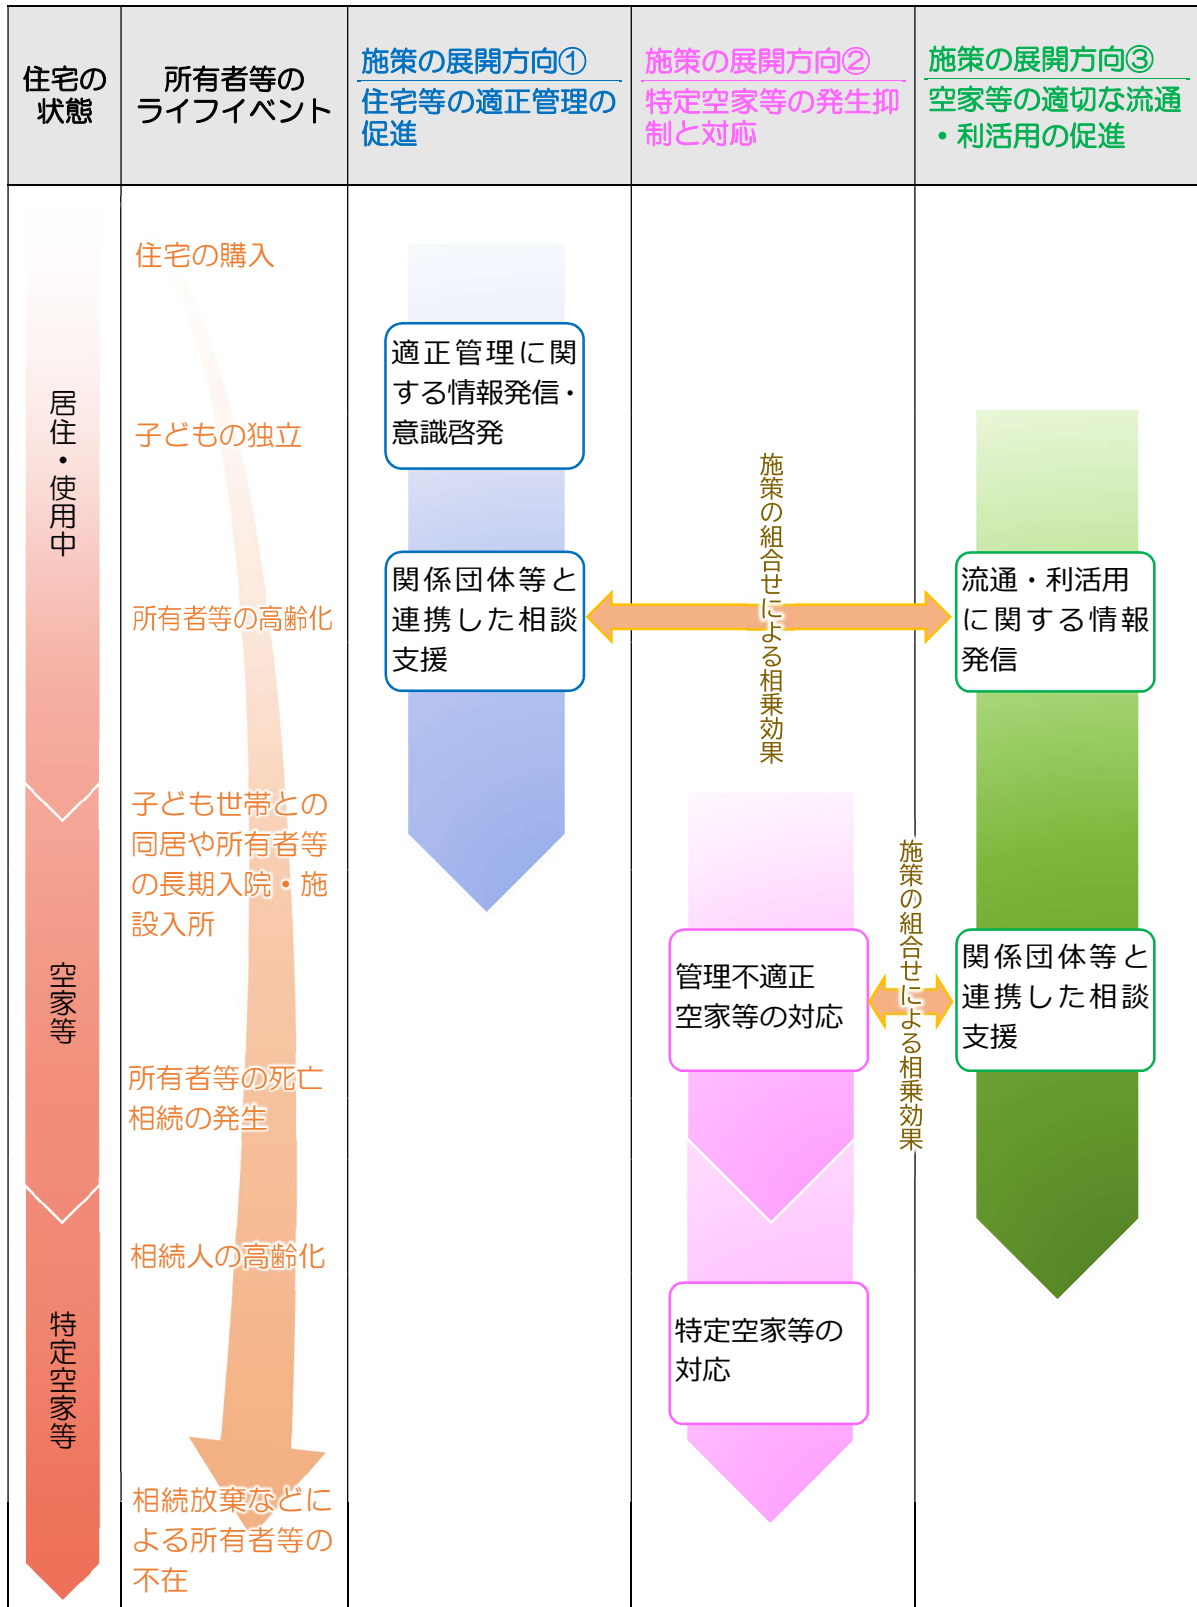 住宅の
状態
所有者等の
ライフイベント
施策の展開方向①
住宅等の適正管理の
促進
施策の展開方向②
特定空家等の発生抑
制と対応
施策の展開方向③
空家等の適切な流通
・利活用の促進
居住・使用中
空家等
特定空家等
住宅の購入
子どもの独立
所有者等の高齢化
子ども世帯との
同居や所有者等
の長期入院・施
設入所
所有者等の死亡
相続の発生
相続人の高齢化
相続放棄などに
よる所有者等の
不在
適正管理に関
する情報発信・
意識啓発
関係団体等と
連携した相談
支援
施策の組合せによる相乗効果
管理不適正
空家等の対応
特定空家等の
対応
施策の組合せによる相乗効果
流通・利活用
に関する情報
発信
関係団体等と
連携した相談
支援